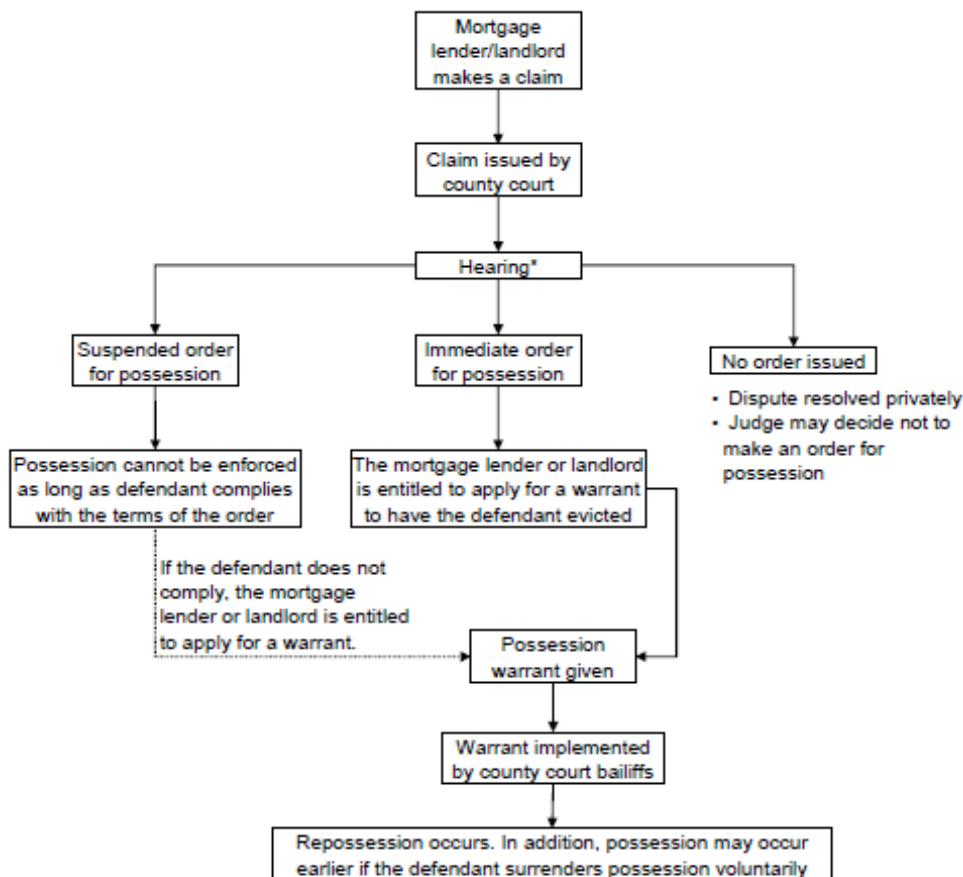 Mortgage
lender/landlord
makes a claim
Claim issued by
county court
Hearing*
Suspended order
for possession
Immediate order
for possession
No order issued
• Dispute resolved privately
• Judge may decide not to
make an order for
possession
Possession cannot be enforced
as long as defendant complies
with the terms of the order
The mortgage lender or landlord
is entitled to apply for a warrant
to have the defendant evicted
If the defendant does not
comply, the mortgage
lender or landlord is entitled
to apply for a warrant.
Possession
warrant given
Warrant implemented
by county court bailiffs
Repossession occurs. In addition, possession may occur
earlier if the defendant surrenders possession voluntarily